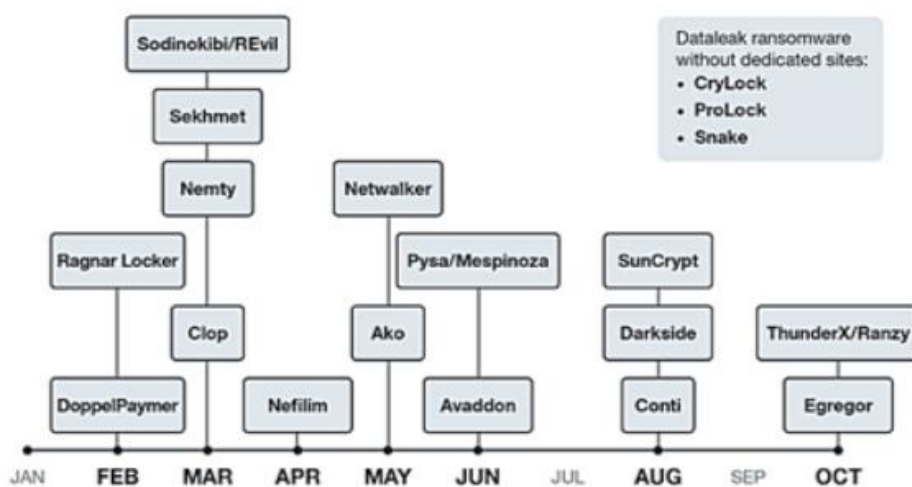 Sodinokibi/REvil
Dataleak ransomware
without dedicated sites:
• CryLock
• ProLock
• Snake
Sekhmet
Nemty
Netwalker
Ragnar Locker
Pysa/Mespinoza
SunCrypt
Clop
Ako
Darkside
ThunderX/Ranzy
DoppelPaymer
Nefilim
Avaddon
Conti
Egregor
JAN
FEB
MAR
APR
MAY
JUN
JUL
AUG
SEP
OCT